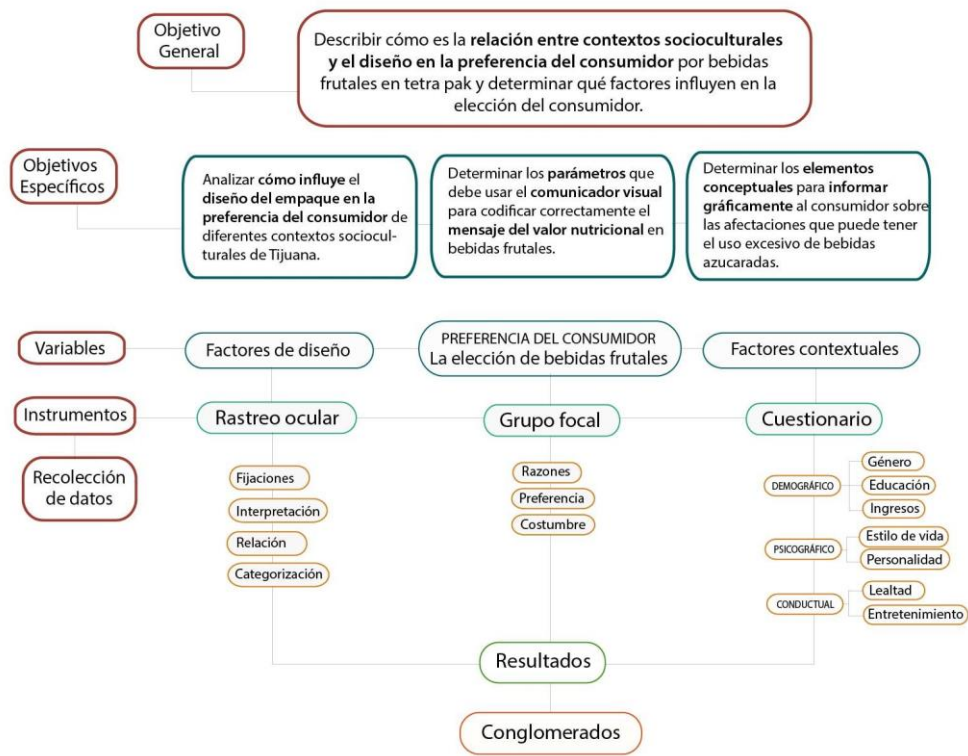 Objetivo
General
Describir cómo es la relación entre contextos socioculturales
y el diseño en la preferencia del consumidor por bebidas
frutales en tetra pak y determinar qué factores influyen en la
elección del consumidor.
Objetivos
Específicos
Analizar cómo influye el
diseño del empaque en la
preferencia del consumidor de
diferentes contextos sociocul-
turales de Tijuana.
Determinar los parámetros que
debe usar el comunicador visual
para codificar correctamente el
mensaje del valor nutricional en
bebidas frutales.
Determinar los elementos
conceptuales para informar
gráficamente al consumidor sobre
las afectaciones que puede tener
el uso excesivo de bebidas
azucaradas.
Variables
Factores de diseño
PREFERENCIA DEL CONSUMIDOR
La elección de bebidas frutales
Factores contextuales
Instrumentos
Rastreo ocular
Grupo focal
Cuestionario
Recolección
de datos
Fijaciones
Interpretación
Relación
Categorización
Razones
Preferencia
Costumbre
DEMOGRÁFICO
Género
Educación
Ingresos
PSICOGRÁFICO
Estilo de vida
Personalidad
CONDUCTUAL
Lealtad
Entretenimiento
Resultados
Conglomerados